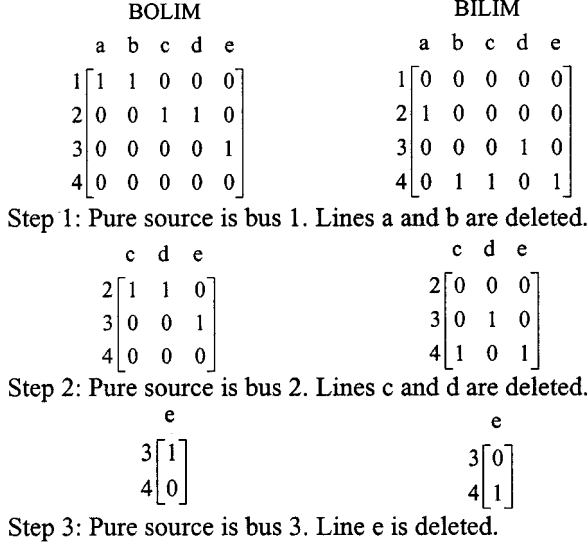 BOLIM BILIM
a b c d e a b c d e
1 [1 1 0 0 0] 1 [0 0 0 0 0]
2 [0 0 1 1 0] 2 [1 0 0 0 0]
3 [0 0 0 0 1] 3 [0 0 0 1 0]
4 [0 0 0 0 0] 4 [0 1 1 0 1]
Step 1: Pure source is bus 1. Lines a and b are deleted.
c d e c d e
2 [1 1 0] 2 [0 0 0]
3 [0 0 1] 3 [0 1 0]
4 [0 0 0] 4 [1 0 1]
Step 2: Pure source is bus 2. Lines c and d are deleted.
e e
3 [1] 3 [0]
4 [0] 4 [1]
Step 3: Pure source is bus 3. Line e is deleted.